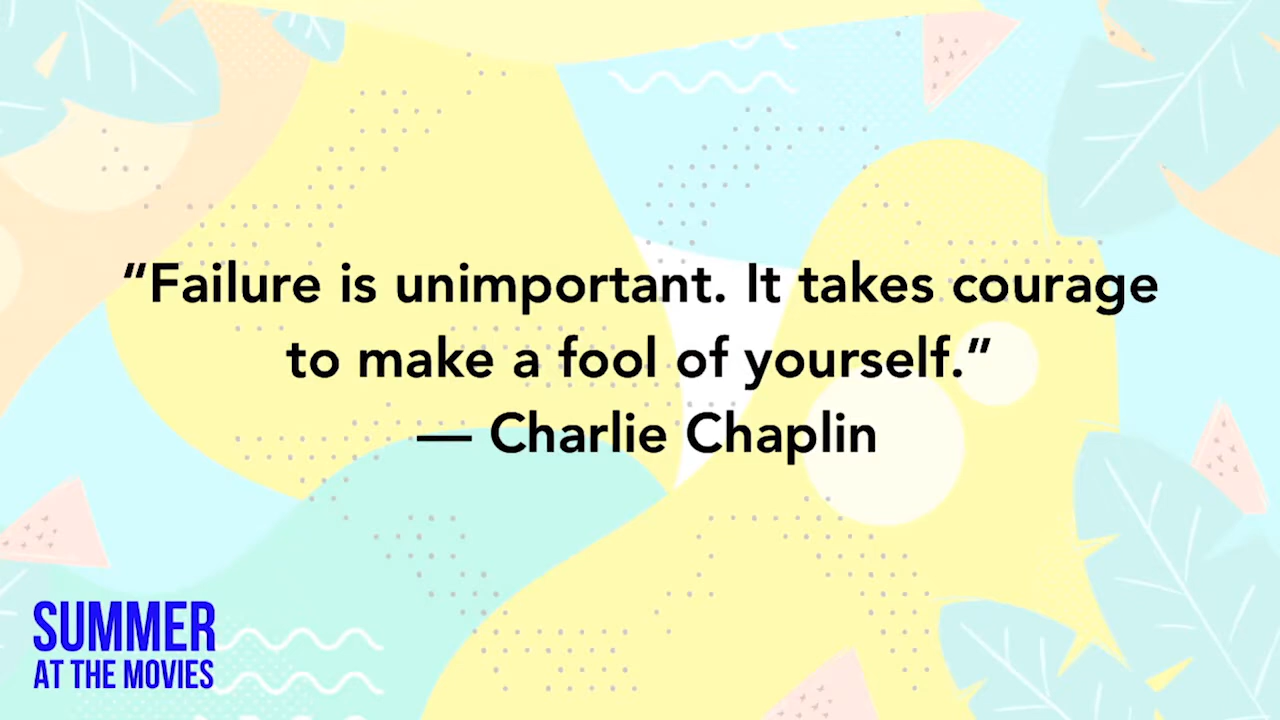 “Failure is unimportant. It takes courage
to make a fool of yourself.”
— Charlie Chaplin
SUMMER
AT THE MOVIES